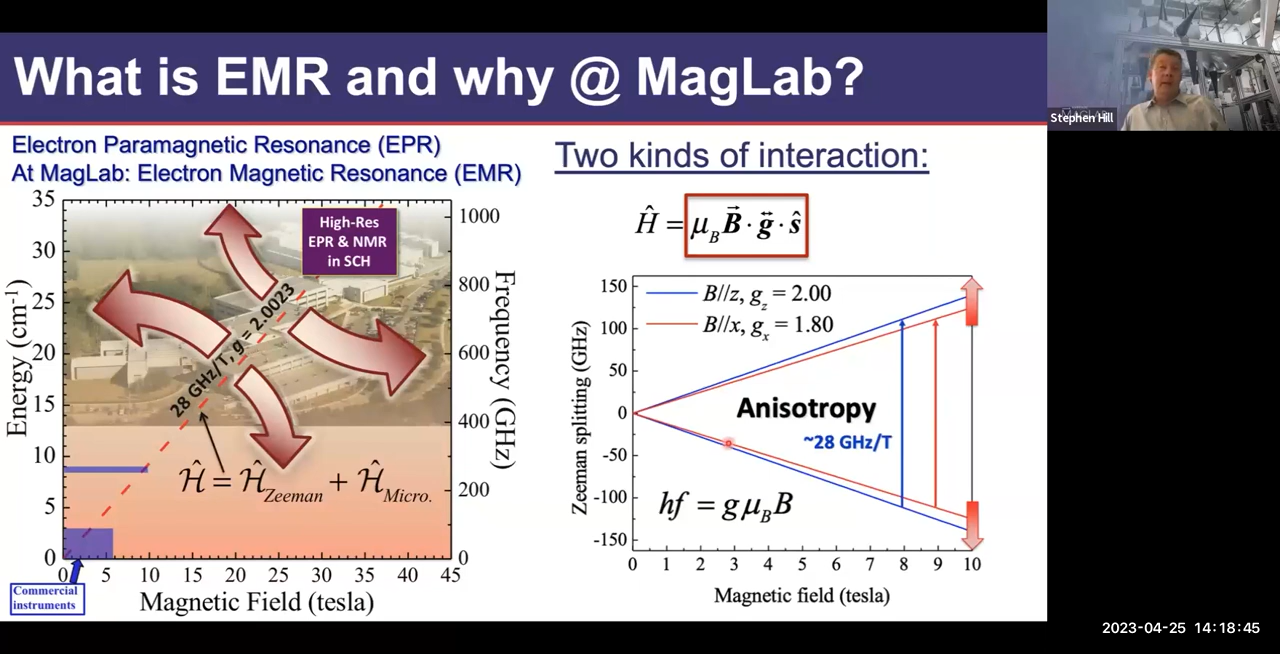 What is EMR and why @ MagLab?
Stephen Hill
Electron Paramagnetic Resonance (EPR)
At MagLab: Electron Magnetic Resonance (EMR)
Two kinds of interaction:
Ĥ = μ_B B⃗ · g⃡ · ŝ
High-Res
EPR & NMR
in SCH
28 GHz/T, g = 2.0023
Ĥ = Ĥ_Zeeman + Ĥ_Micro.
Energy (cm⁻¹)
35
30
25
20
15
10
5
0
Frequency (GHz)
1000
800
600
400
200
0
0 5 10 15 20 25 30 35 40 45
Magnetic Field (tesla)
Commercial
instruments
B//z, g_z = 2.00
B//x, g_x = 1.80
Anisotropy
~28 GHz/T
hf = gμ_B B
Zeeman splitting (GHz)
150
100
50
0
-50
-100
-150
0 1 2 3 4 5 6 7 8 9 10
Magnetic field (tesla)
2023-04-25 14:18:45